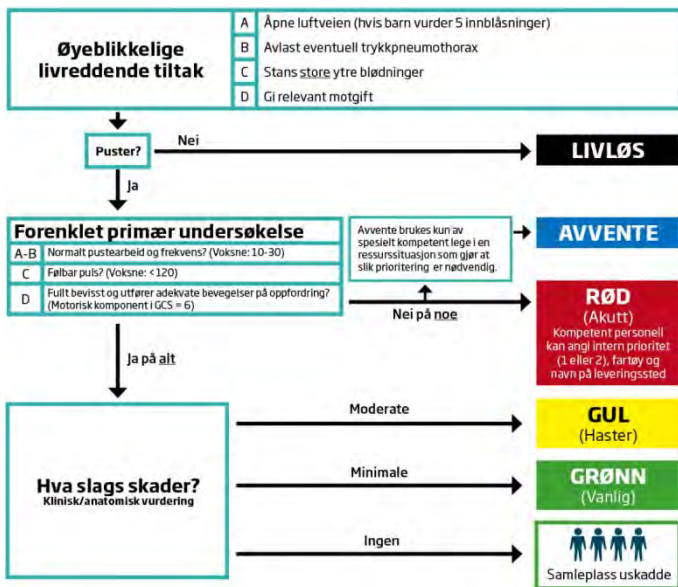 Øyeblikkelige
livreddende tiltak
A Åpne luftveien (hvis barn vurder 5 innblåsninger)
B Avlast eventuell trykkpneumothorax
C Stans store ytre blødninger
D Gi relevant motgift
Puster?
Nei
LIVLØS
Ja
Forenklet primær undersøkelse
A-B Normalt pustearbeid og frekvens? (Voksne: 10-30)
C Følbar puls? (Voksne: <120)
D Fullt bevisst og utfører adekvate bevegelser på oppfordring?
(Motorisk komponent i GCS = 6)
Avvente brukes kun av
spesielt kompetent lege i en
ressurssituasjon som gjør at
slik prioritering er nødvendig.
AVVENTE
Nei på noe
RØD
(Akutt)
Kompetent personell
kan angi intern prioritet
(1 eller 2), fartøy og
navn på leveringssted
Ja på alt
Hva slags skader?
Klinisk/anatomisk vurdering
Moderate
GUL
(Haster)
Minimale
GRØNN
(Vanlig)
Ingen
Samleplass uskadde